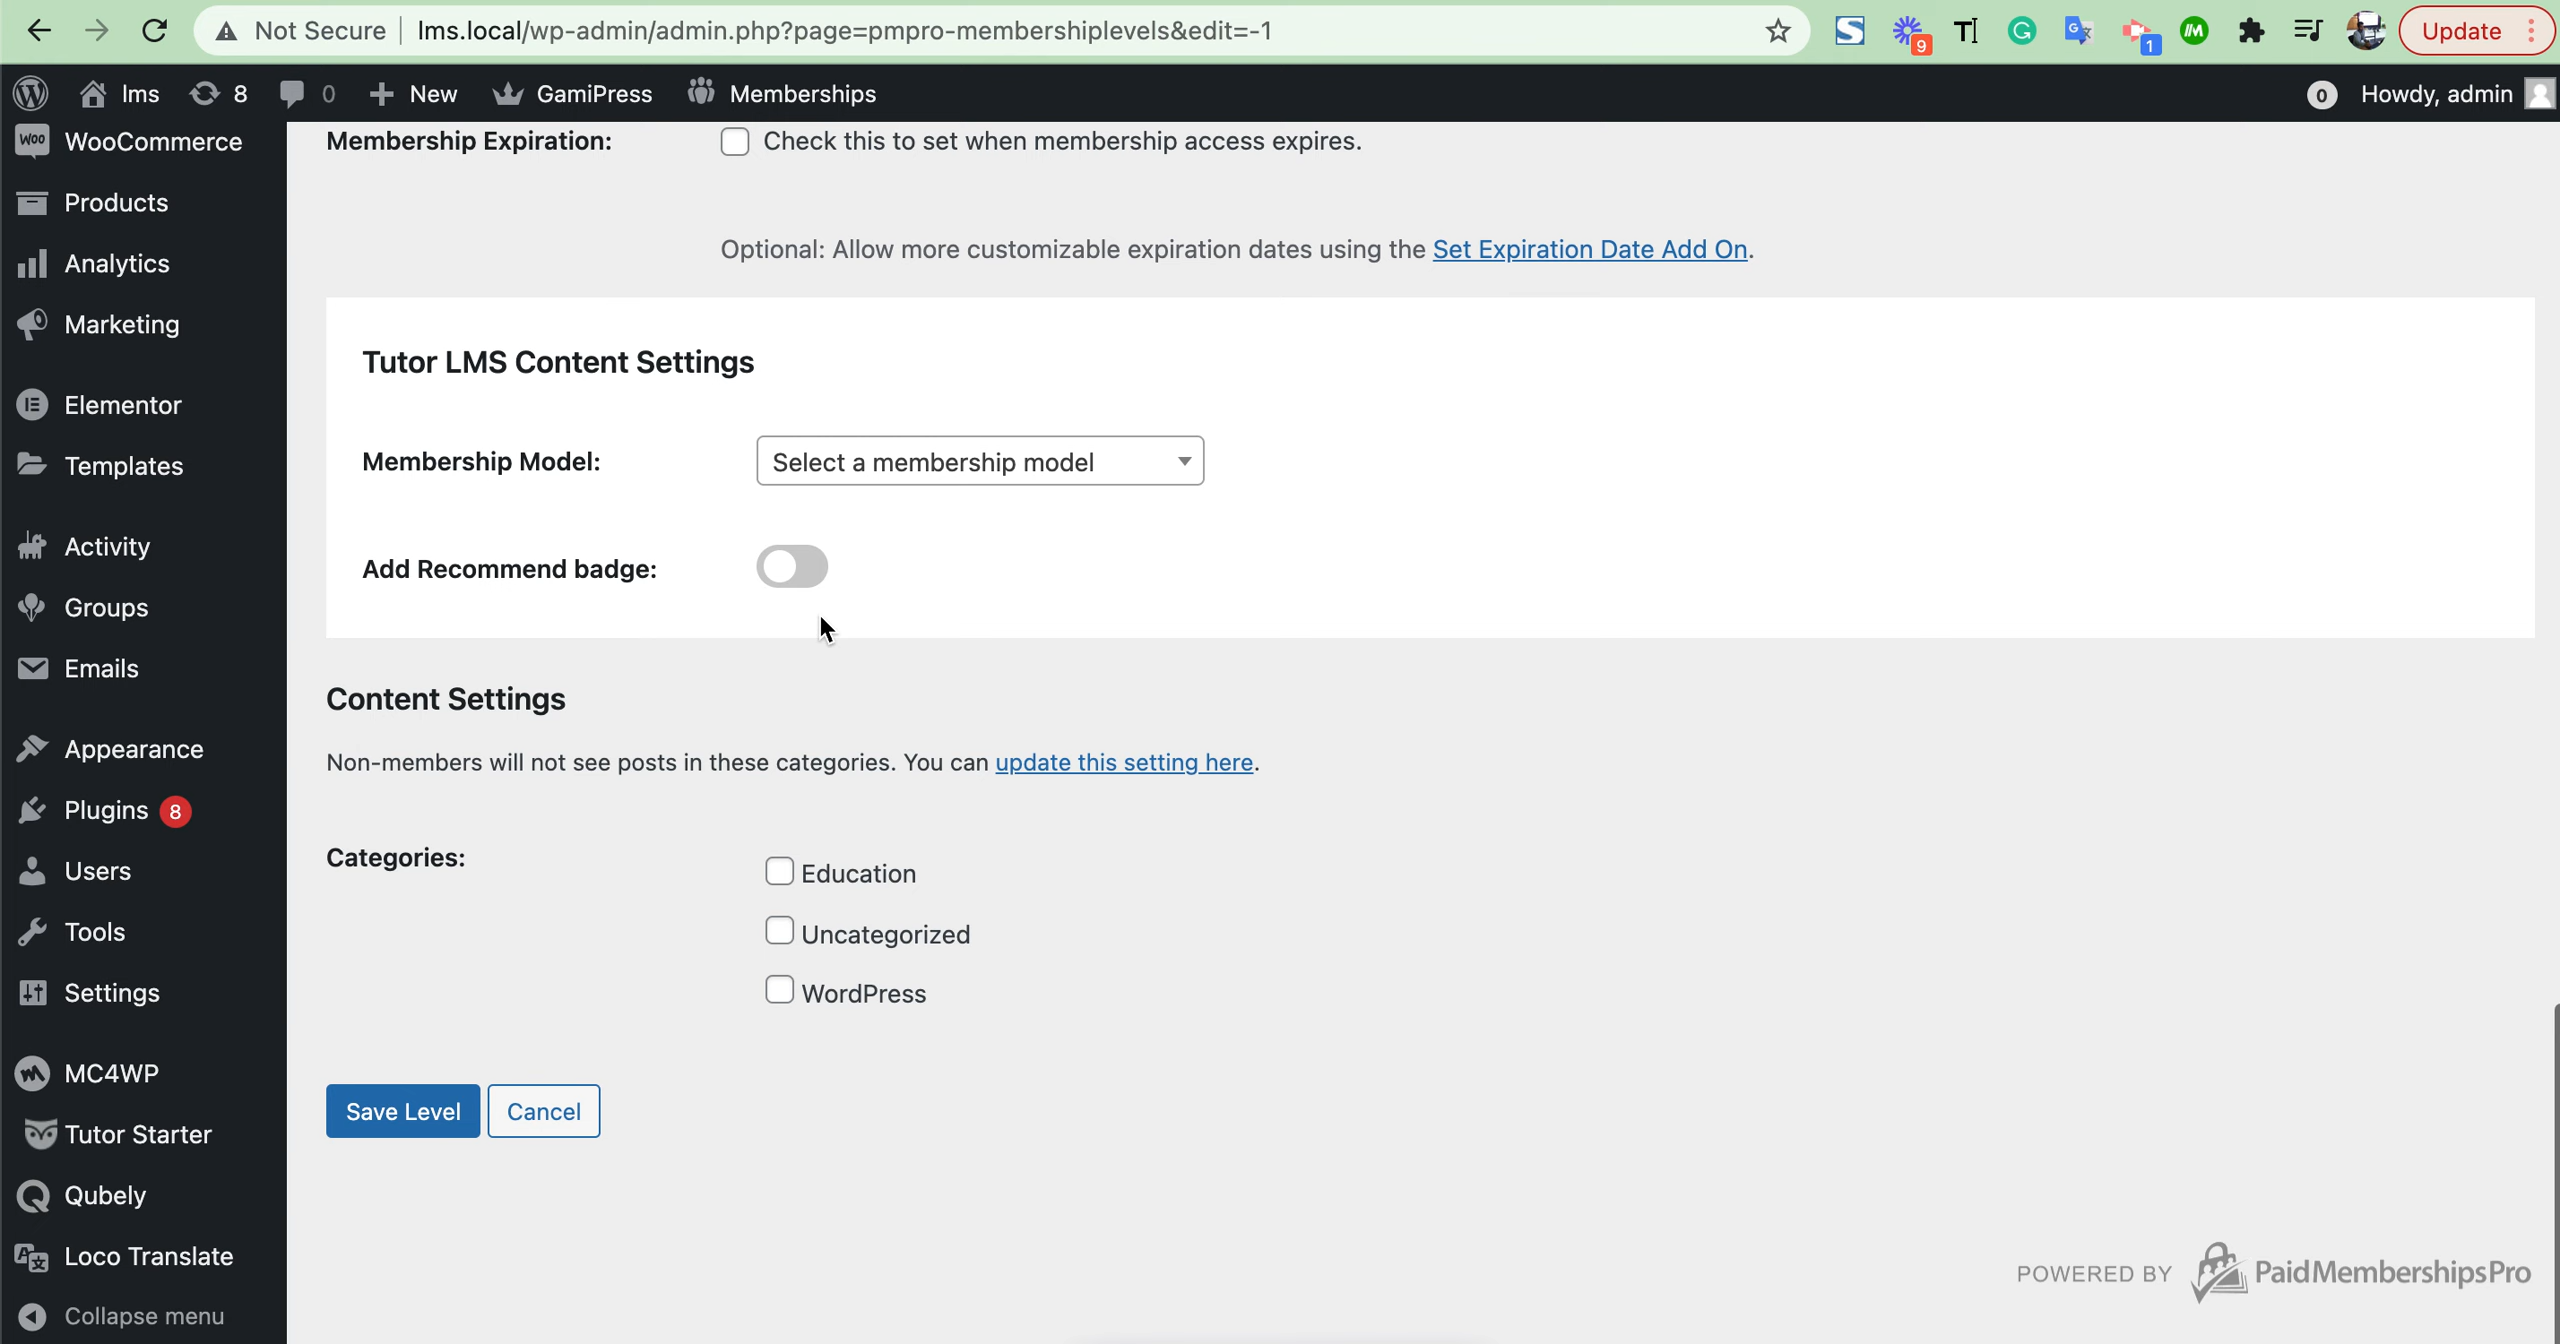 Not Secure lms.local/wp-admin/admin.php?page=pmpro-membershiplevels&edit=-1 9 1 Update
lms 8 0 New GamiPress Memberships 0 Howdy, admin
WooCommerce
Products
Analytics
Marketing
Elementor
Templates
Activity
Groups
Emails
Appearance
Plugins 8
Users
Tools
Settings
MC4WP
Tutor Starter
Qubely
Loco Translate
Collapse menu
Membership Expiration: Check this to set when membership access expires.
Optional: Allow more customizable expiration dates using the Set Expiration Date Add On.
Tutor LMS Content Settings
Membership Model: Select a membership model
Add Recommend badge:
Content Settings
Non-members will not see posts in these categories. You can update this setting here.
Categories:
Education
Uncategorized
WordPress
Save Level Cancel
POWERED BY PaidMembershipsPro